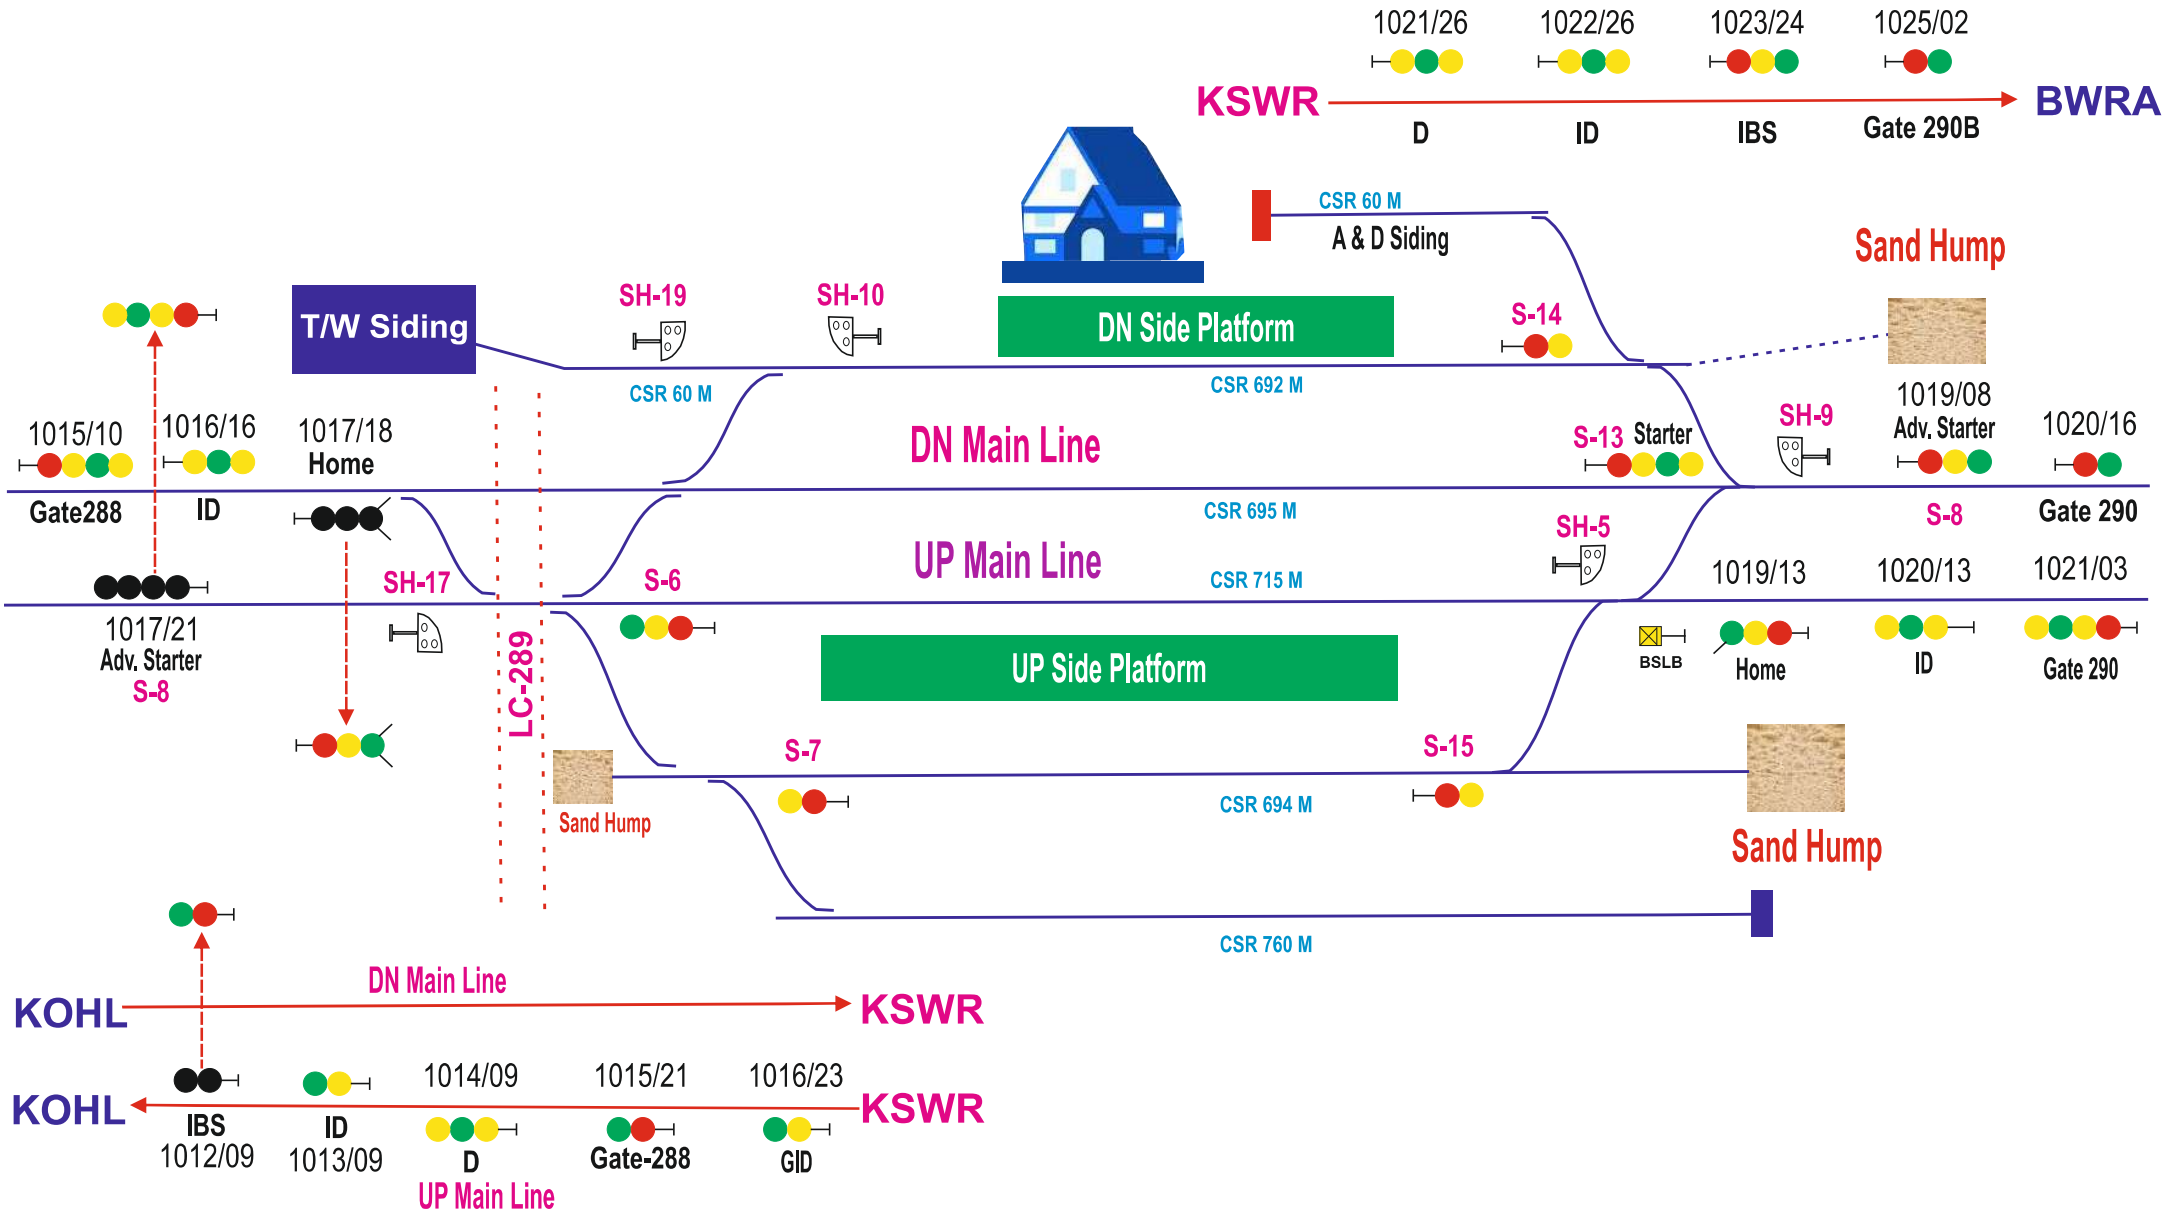 1021/26
1022/26
1023/24
1025/02
KSWR
BWRA
D
ID
IBS
Gate 290B
CSR 60 M
A & D Siding
Sand Hump
T/W Siding
SH-19
SH-10
DN Side Platform
S-14
CSR 60 M
CSR 692 M
1015/10
1016/16
1017/18
Home
DN Main Line
S-13
Starter
SH-9
1019/08
Adv. Starter
1020/16
Gate288
ID
CSR 695 M
S-8
Gate 290
UP Main Line
SH-5
SH-17
S-6
CSR 715 M
1019/13
1020/13
1021/03
1017/21
Adv. Starter
S-8
LC-289
UP Side Platform
BSLB
Home
ID
Gate 290
S-7
S-15
Sand Hump
CSR 694 M
Sand Hump
CSR 760 M
DN Main Line
KOHL
KSWR
1014/09
1015/21
1016/23
KOHL
KSWR
IBS
1012/09
ID
1013/09
D
Gate-288
GID
UP Main Line